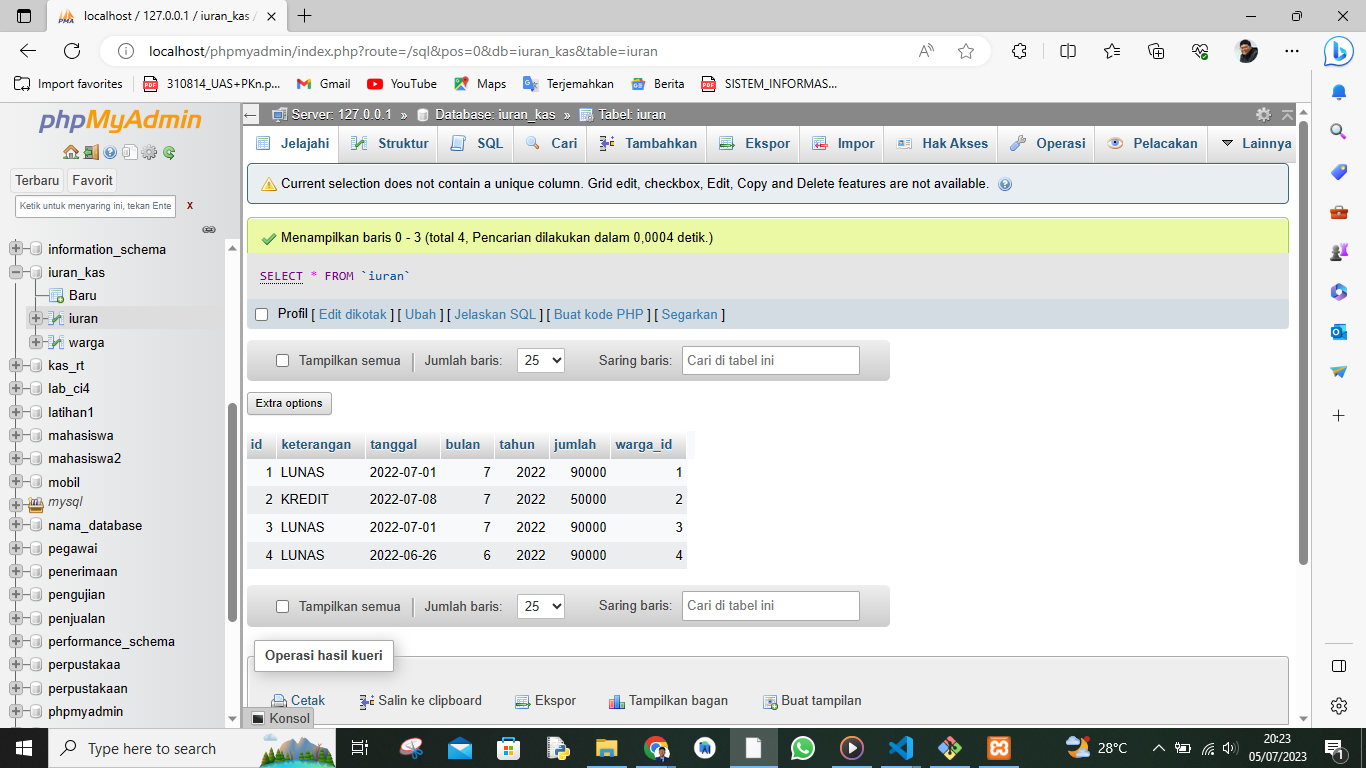 localhost / 127.0.0.1 / iuran_kas /
localhost/phpmyadmin/index.php?route=/sql&pos=0&db=iuran_kas&table=iuran
Import favorites 310814_UAS+PKn.p... Gmail YouTube Maps Terjemahkan Berita SISTEM_INFORMAS...
phpMyAdmin
Terbaru Favorit
Ketik untuk menyaring ini, tekan Ente X
information_schema
iuran_kas
Baru
iuran
warga
kas_rt
lab_ci4
latihan1
mahasiswa
mahasiswa2
mobil
mysql
nama_database
pegawai
penerimaan
pengujian
penjualan
performance_schema
perpustakaa
perpustakaan
phpmyadmin
Server: 127.0.0.1 » Database: iuran_kas » Tabel: iuran
Jelajahi Struktur SQL Cari Tambahkan Ekspor Impor Hak Akses Operasi Pelacakan Lainnya
Current selection does not contain a unique column. Grid edit, checkbox, Edit, Copy and Delete features are not available.
Menampilkan baris 0 - 3 (total 4, Pencarian dilakukan dalam 0,0004 detik.)
SELECT * FROM `iuran`
Profil [ Edit dikotak ] [ Ubah ] [ Jelaskan SQL ] [ Buat kode PHP ] [ Segarkan ]
Tampilkan semua Jumlah baris: 25 Saring baris: Cari di tabel ini
Extra options
id keterangan tanggal bulan tahun jumlah warga_id
1 LUNAS 2022-07-01 7 2022 90000 1
2 KREDIT 2022-07-08 7 2022 50000 2
3 LUNAS 2022-07-01 7 2022 90000 3
4 LUNAS 2022-06-26 6 2022 90000 4
Tampilkan semua Jumlah baris: 25 Saring baris: Cari di tabel ini
Operasi hasil kueri
Cetak Salin ke clipboard Ekspor Tampilkan bagan Buat tampilan
Konsol
Type here to search
28°C
20:23
05/07/2023
1